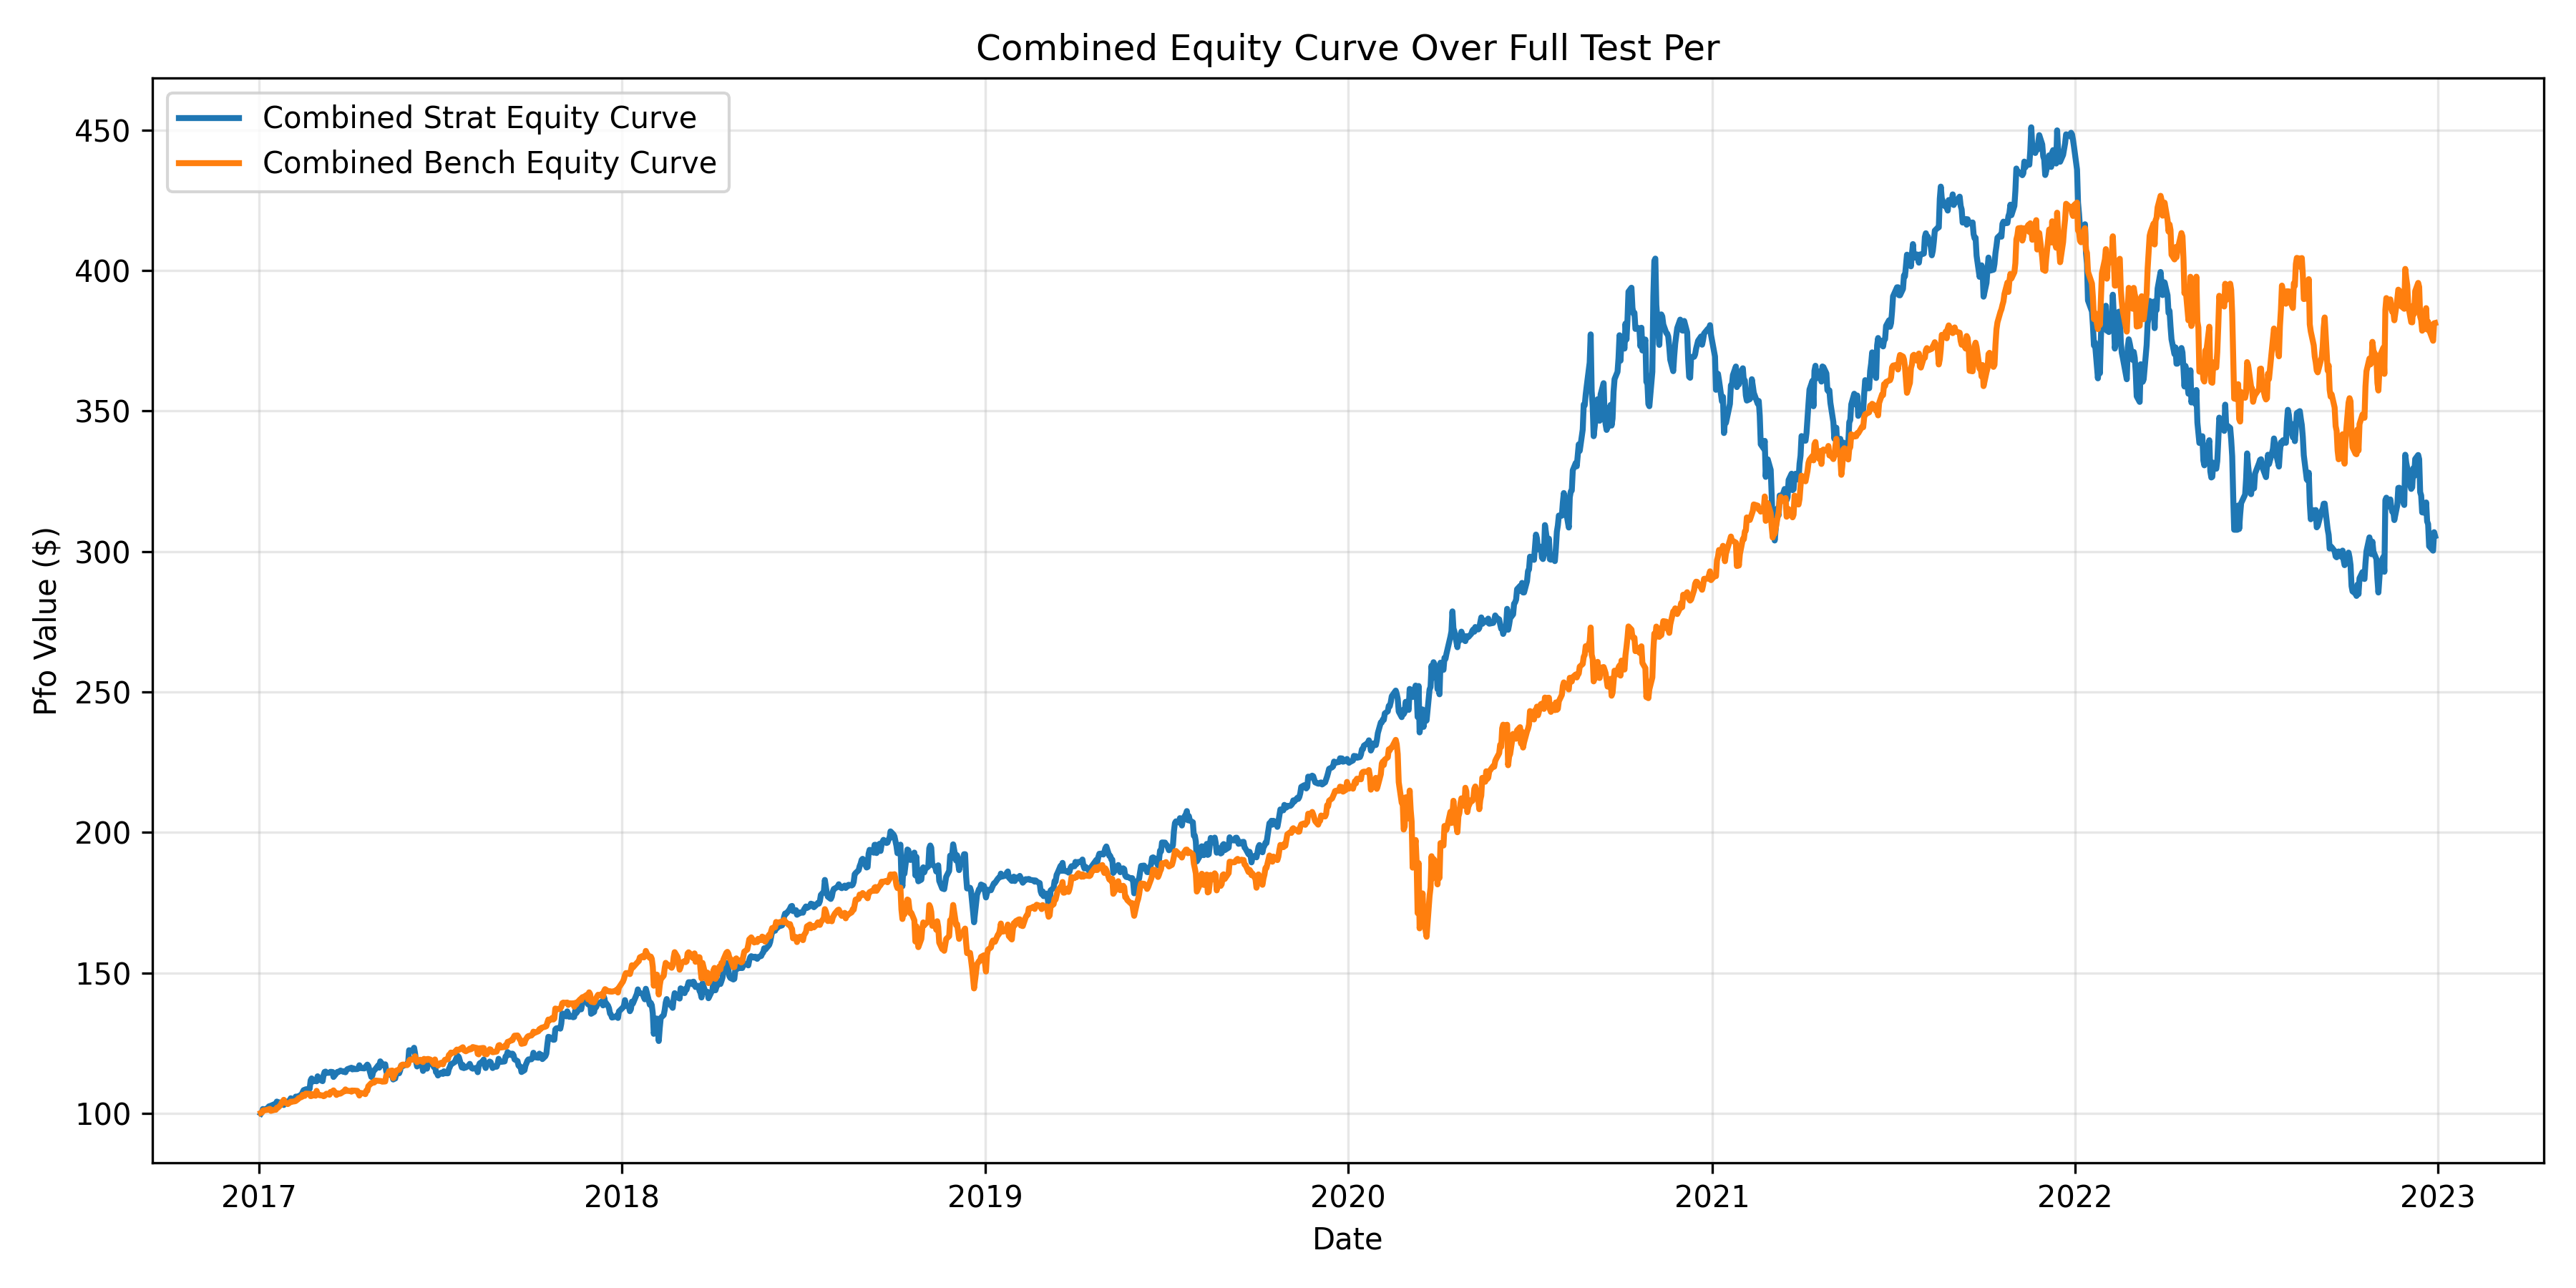 Combined Equity Curve Over Full Test Per
Combined Strat Equity Curve
Combined Bench Equity Curve
Pfo Value ($)
450
400
350
300
250
200
150
100
2017 2018 2019 2020 2021 2022 2023
Date